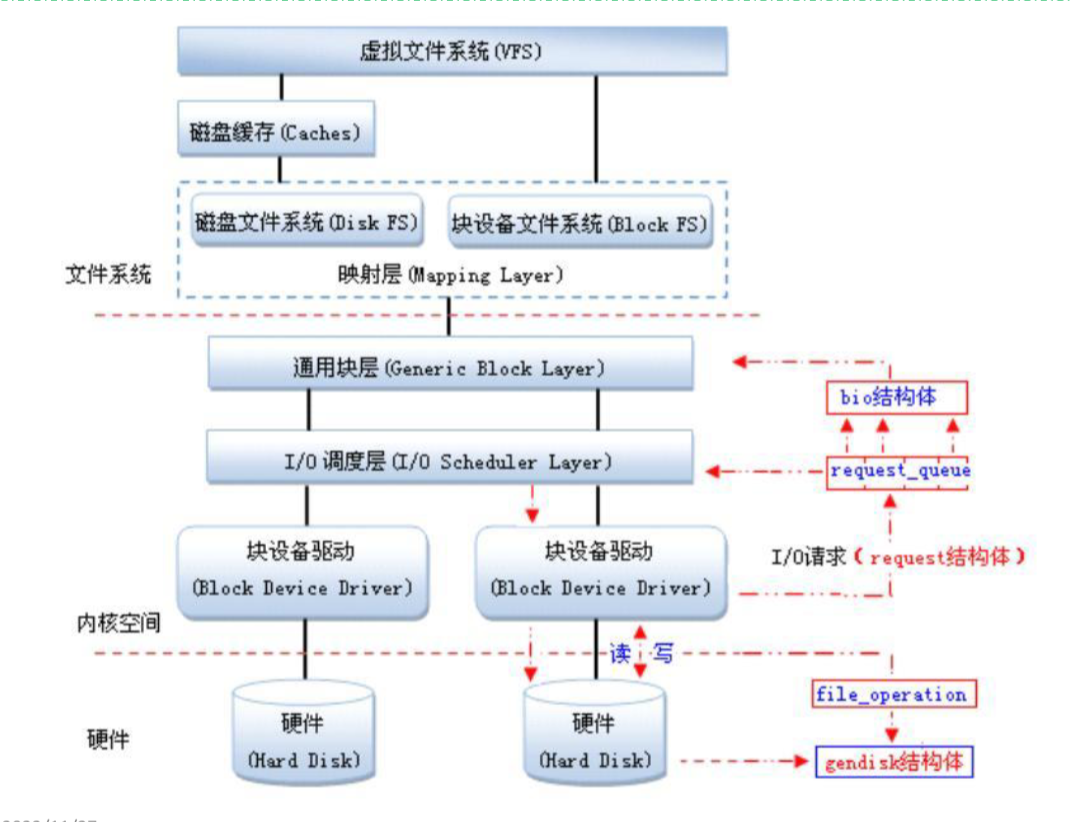 虚拟文件系统(VFS)
磁盘缓存(Caches)
磁盘文件系统(Disk FS)
块设备文件系统(Block FS)
文件系统
映射层(Mapping Layer)
通用块层(Generic Block Layer)
bio结构体
I/O 调度层(I/O Scheduler Layer)
request_queue
块设备驱动
(Block Device Driver)
块设备驱动
(Block Device Driver)
I/O请求(request结构体)
内核空间
读 写
file_operation
硬件
硬件
(Hard Disk)
硬件
(Hard Disk)
gendisk结构体